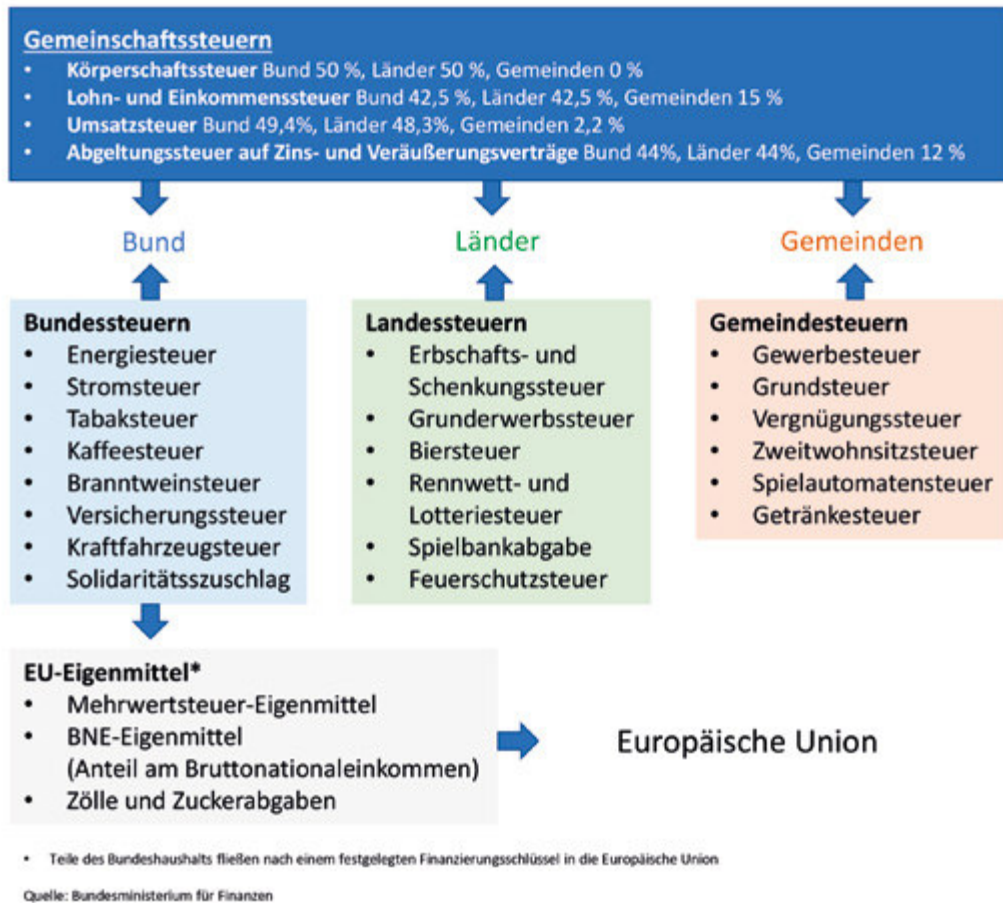 Gemeinschaftssteuern
• Körperschaftssteuer Bund 50 %, Länder 50 %, Gemeinden 0 %
• Lohn- und Einkommenssteuer Bund 42,5 %, Länder 42,5 %, Gemeinden 15 %
• Umsatzsteuer Bund 49,4%, Länder 48,3%, Gemeinden 2,2 %
• Abgeltungssteuer auf Zins- und Veräußerungsverträge Bund 44%, Länder 44%, Gemeinden 12 %
Bund
Länder
Gemeinden
Bundessteuern
• Energiesteuer
• Stromsteuer
• Tabaksteuer
• Kaffeesteuer
• Branntweinsteuer
• Versicherungssteuer
• Kraftfahrzeugsteuer
• Solidaritätszuschlag
Landessteuern
• Erbschafts- und
Schenkungssteuer
• Grunderwerbssteuer
• Biersteuer
• Rennwett- und
Lotteriesteuer
• Spielbankabgabe
• Feuerschutzsteuer
Gemeindesteuern
• Gewerbesteuer
• Grundsteuer
• Vergnügungssteuer
• Zweitwohnsitzsteuer
• Spielautomatensteuer
• Getränkesteuer
EU-Eigenmittel*
• Mehrwertsteuer-Eigenmittel
• BNE-Eigenmittel
(Anteil am Bruttonationaleinkommen)
• Zölle und Zuckerabgaben
Europäische Union
• Teile des Bundeshaushalts fließen nach einem festgelegten Finanzierungsschlüssel in die Europäische Union
Quelle: Bundesministerium für Finanzen